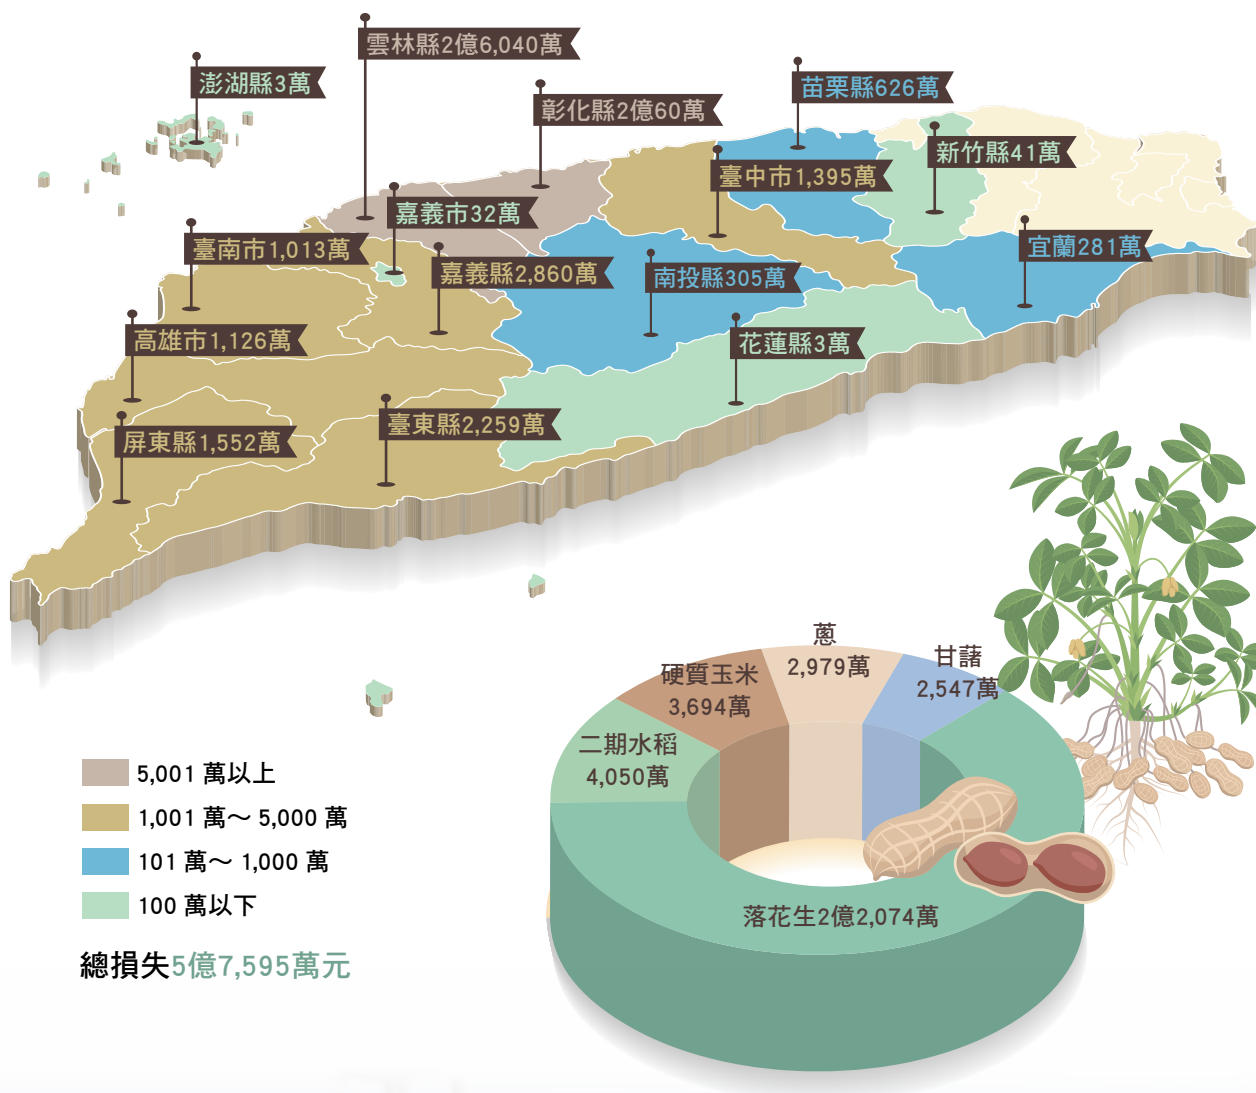 雲林縣2億6,040萬
澎湖縣3萬
彰化縣2億60萬
苗栗縣626萬
新竹縣41萬
臺中市1,395萬
嘉義市32萬
臺南市1,013萬
嘉義縣2,860萬
南投縣305萬
宜蘭281萬
高雄市1,126萬
花蓮縣3萬
屏東縣1,552萬
臺東縣2,259萬
蔥
2,979萬
甘藷
2,547萬
硬質玉米
3,694萬
二期水稻
4,050萬
落花生2億2,074萬
5,001 萬以上
1,001 萬～ 5,000 萬
101 萬～ 1,000 萬
100 萬以下
總損失5億7,595萬元